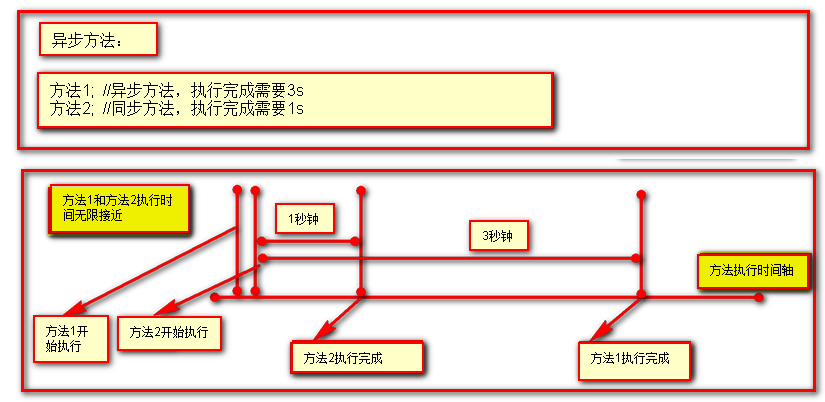 异步方法：
方法1; //异步方法，执行完成需要3s
方法2; //同步方法，执行完成需要1s
方法1和方法2执行时
间无限接近
1秒钟
3秒钟
方法执行时间轴
方法1开
始执行
方法2开始执行
方法2执行完成
方法1执行完成